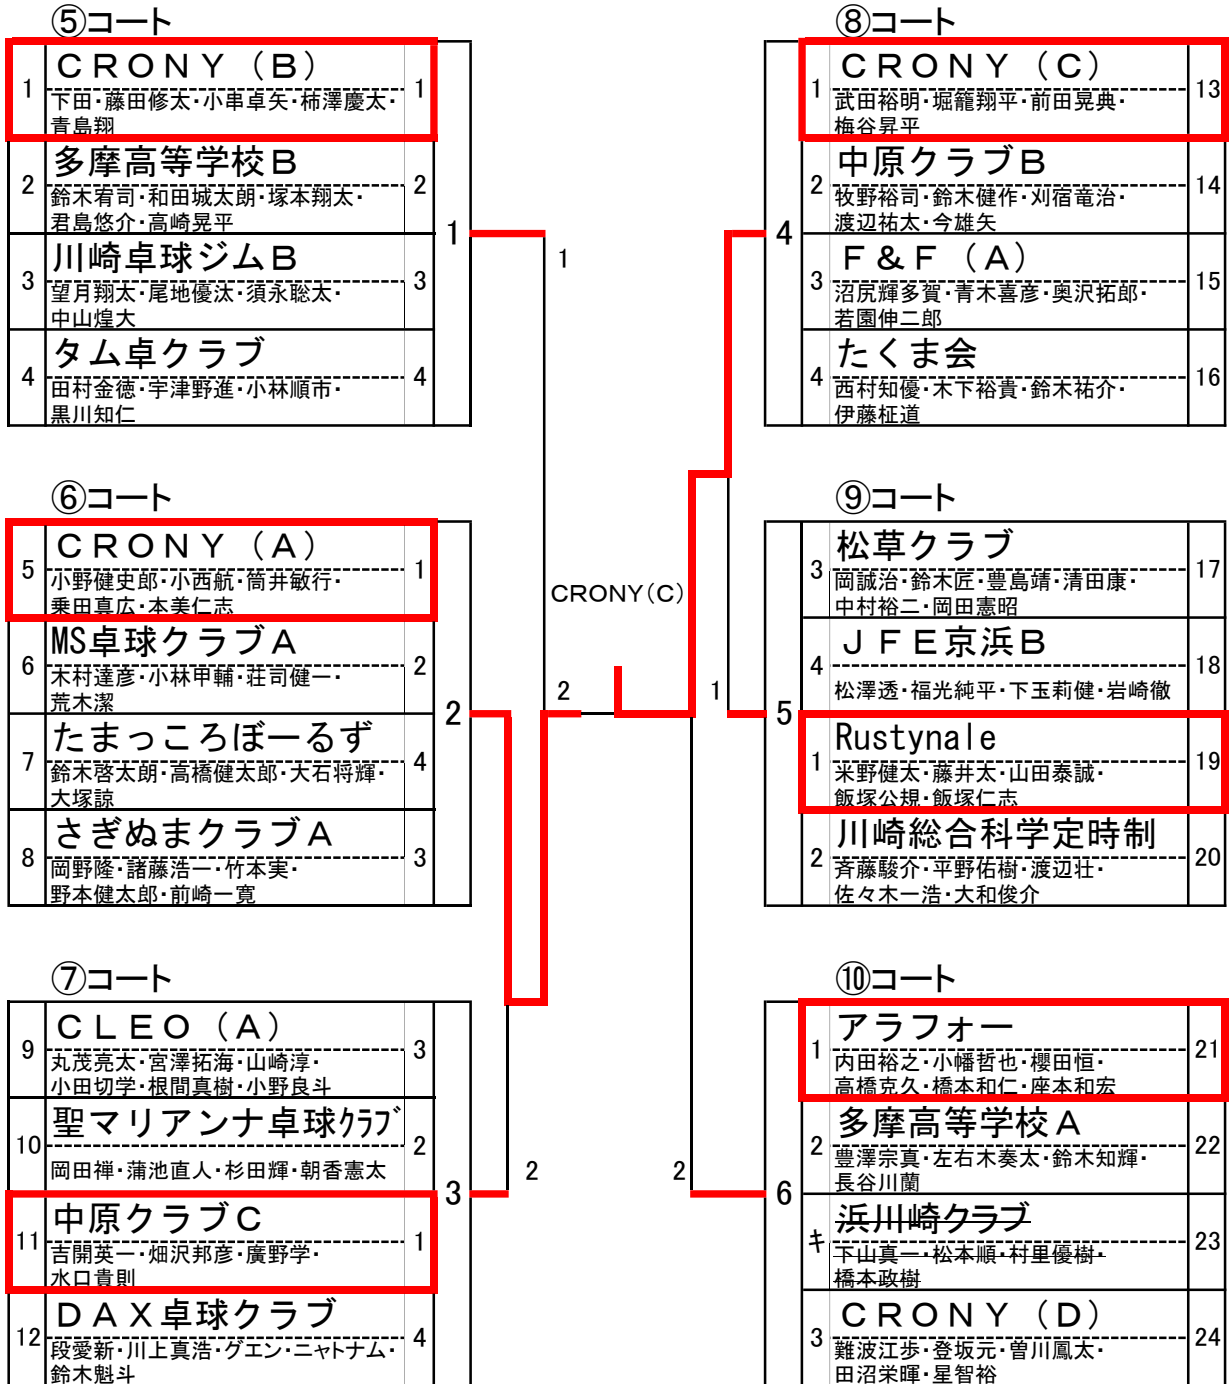 ⑤コート
1
ＣＲＯＮＹ（Ｂ）
1
下田・藤田修太・小串卓矢・柿澤慶太・
青島翔
2
多摩高等学校Ｂ
2
鈴木宥司・和田城太朗・塚本翔太・
君島悠介・高崎晃平
3
川崎卓球ジムＢ
3
望月翔太・尾地優汰・須永聡太・
中山煌大
4
タム卓クラブ
4
田村金徳・宇津野進・小林順市・
黒川知仁
1
1
⑥コート
5
ＣＲＯＮＹ（Ａ）
1
小野健史郎・小西航・筒井敏行・
乗田真広・本美仁志
6
MS卓球クラブＡ
2
木村達彦・小林甲輔・荘司健一・
荒木潔
7
たまっころぼーるず
4
鈴木啓太朗・高橋健太郎・大石将輝・
大塚諒
8
さぎぬまクラブＡ
3
岡野隆・諸藤浩一・竹本実・
野本健太郎・前崎一寛
2
2
⑦コート
9
ＣＬＥＯ（Ａ）
3
丸茂亮太・宮澤拓海・山崎淳・
小田切学・根間真樹・小野良斗
10
聖マリアンナ卓球ｸﾗﾌﾞ
2
岡田禅・蒲池直人・杉田輝・朝香憲太
11
中原クラブＣ
1
吉開英一・畑沢邦彦・廣野学・
水口貴則
12
ＤＡＸ卓球クラブ
4
段愛新・川上真浩・グエン・ニャトナム・
鈴木魁斗
3
2
CRONY(C)
⑧コート
1
ＣＲＯＮＹ（Ｃ）
13
武田裕明・堀籠翔平・前田晃典・
梅谷昇平
2
中原クラブＢ
14
牧野裕司・鈴木健作・刈宿竜治・
渡辺祐太・今雄矢
3
Ｆ＆Ｆ（Ａ）
15
沼尻輝多賀・青木喜彦・奥沢拓郎・
若園伸二郎
4
たくま会
16
西村知優・木下裕貴・鈴木祐介・
伊藤柾道
4
⑨コート
3
松草クラブ
17
岡誠治・鈴木匠・豊島靖・清田康・
中村裕二・岡田憲昭
4
ＪＦＥ京浜Ｂ
18
松澤透・福光純平・下玉莉健・岩崎徹
1
Rustynale
19
米野健太・藤井太・山田泰誠・
飯塚公規・飯塚仁志
2
川崎総合科学定時制
20
斉藤駿介・平野佑樹・渡辺壮・
佐々木一浩・大和俊介
5
1
⑩コート
1
アラフォー
21
内田裕之・小幡哲也・櫻田恒・
高橋克久・橋本和仁・座本和宏
2
多摩高等学校Ａ
22
豊澤宗真・左右木奏太・鈴木知輝・
長谷川蘭
キ
浜川崎クラブ
23
下山真一・松本順・村里優樹・
橋本政樹
3
ＣＲＯＮＹ（Ｄ）
24
難波江歩・登坂元・曽川鳳太・
田沼栄暉・星智裕
6
2